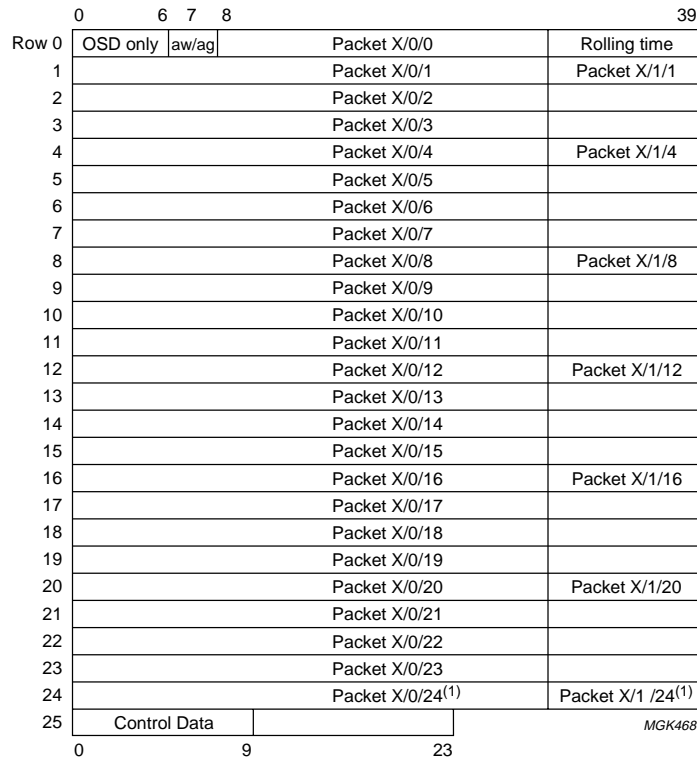 0 6 7 8 39
Row 0 OSD only aw/ag Packet X/0/0 Rolling time
1 Packet X/0/1 Packet X/1/1
2 Packet X/0/2
3 Packet X/0/3
4 Packet X/0/4 Packet X/1/4
5 Packet X/0/5
6 Packet X/0/6
7 Packet X/0/7
8 Packet X/0/8 Packet X/1/8
9 Packet X/0/9
10 Packet X/0/10
11 Packet X/0/11
12 Packet X/0/12 Packet X/1/12
13 Packet X/0/13
14 Packet X/0/14
15 Packet X/0/15
16 Packet X/0/16 Packet X/1/16
17 Packet X/0/17
18 Packet X/0/18
19 Packet X/0/19
20 Packet X/0/20 Packet X/1/20
21 Packet X/0/21
22 Packet X/0/22
23 Packet X/0/23
24 Packet X/0/24(1) Packet X/1 /24(1)
25 Control Data MGK468
0 9 23